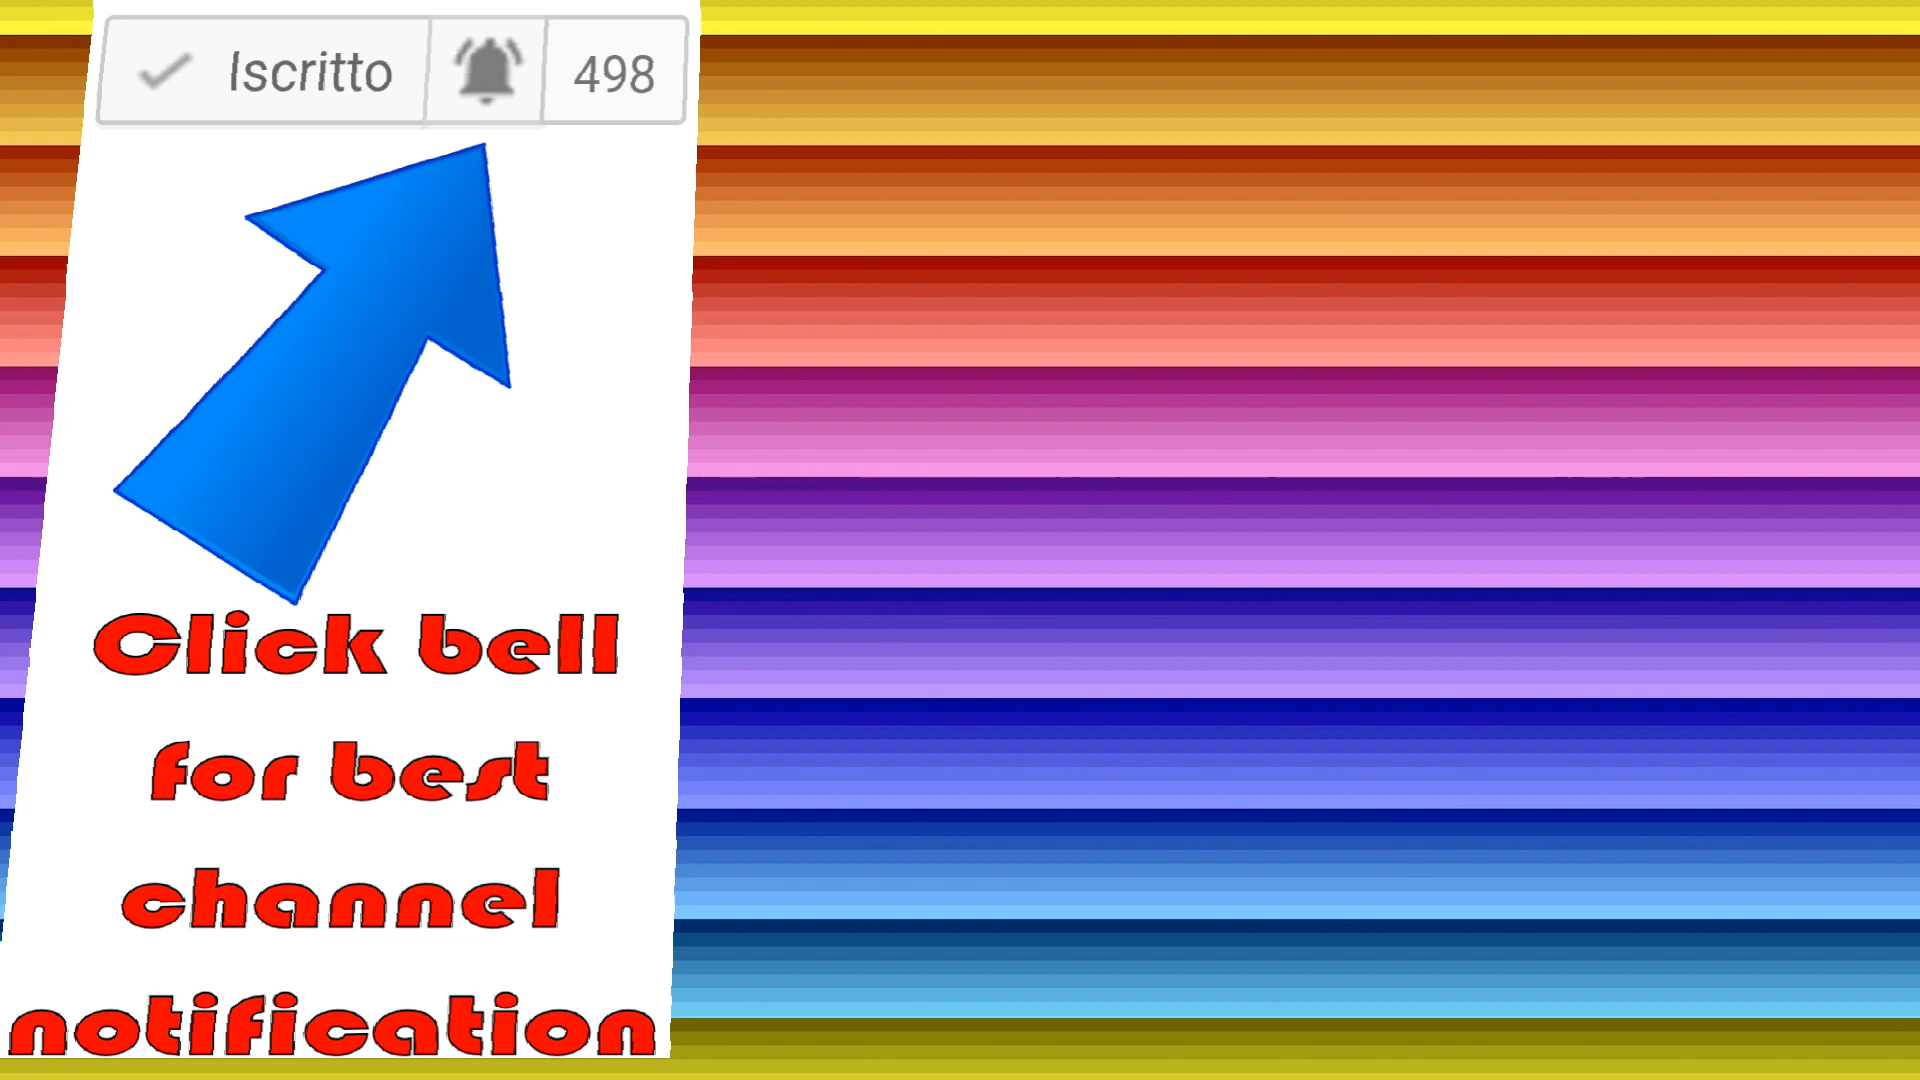 Iscritto 498
Click bell
for best
channel
notification